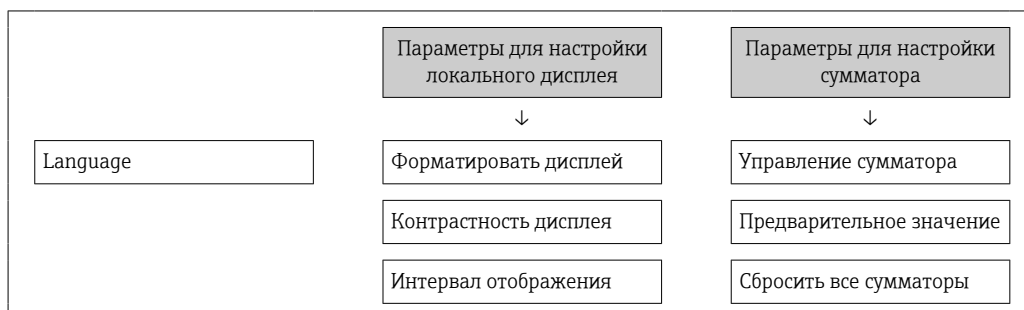 Параметры для настройки
локального дисплея
Параметры для настройки
сумматора
↓
↓
Language
Форматировать дисплей
Управление сумматора
Контрастность дисплея
Предварительное значение
Интервал отображения
Сбросить все сумматоры